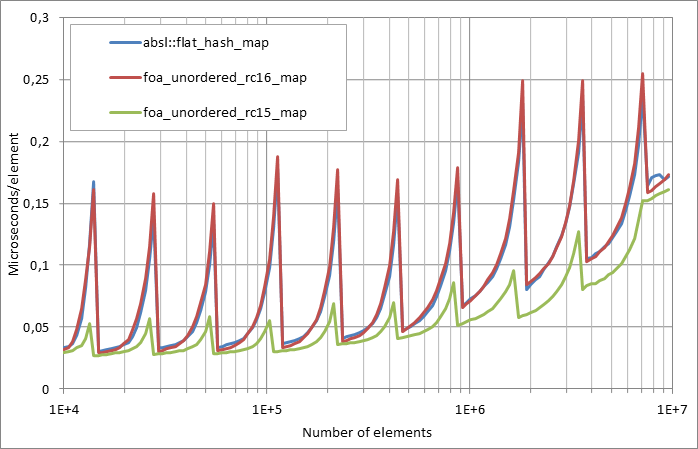 0,3
0,25
0,2
0,15
0,1
0,05
0
Microseconds/element
absl::flat_hash_map
foa_unordered_rc16_map
foa_unordered_rc15_map
1E+4 1E+5 1E+6 1E+7
Number of elements